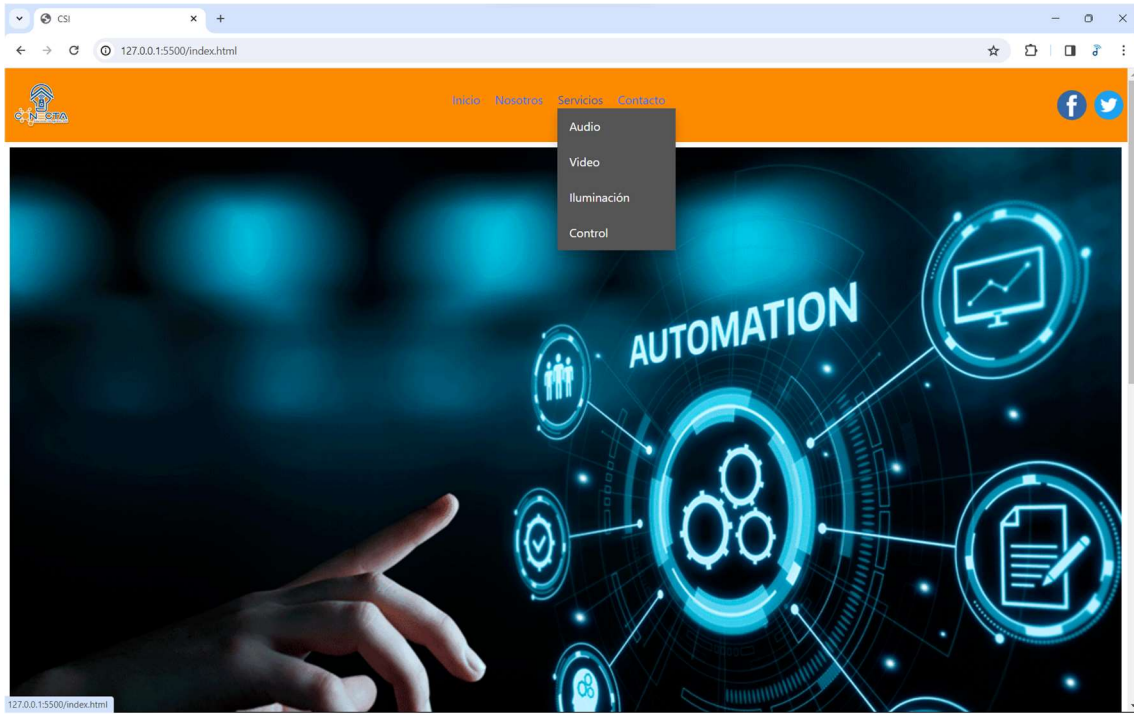 CSI
127.0.0.1:5500/index.html
CONECTA
Inicio Nosotros Servicios Contacto
Audio
Video
Iluminación
Control
AUTOMATION
127.0.0.1:5500/index.html